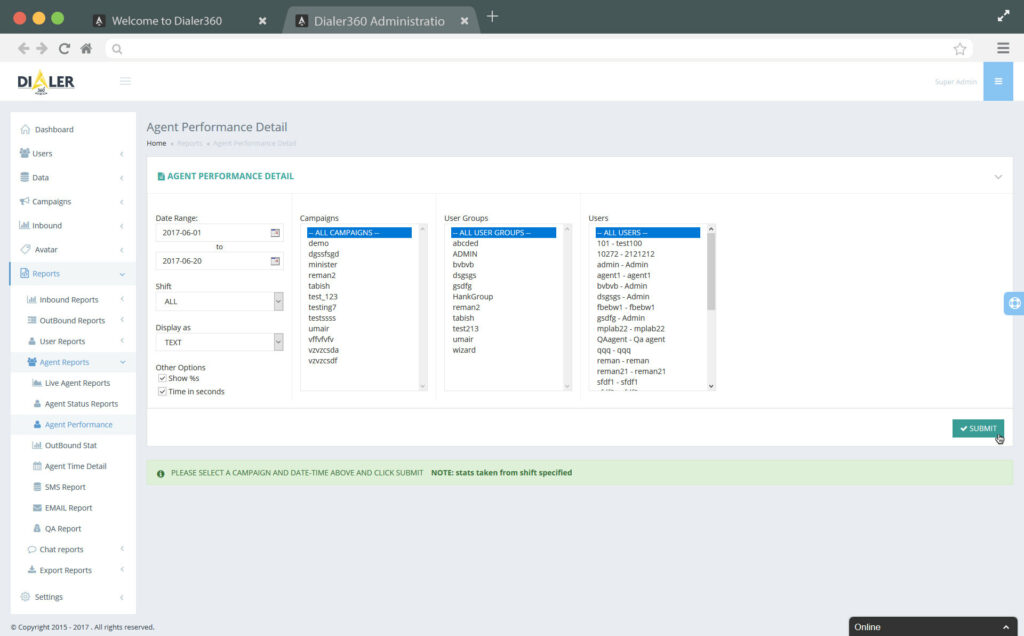 Welcome to Dialer360
Dialer360 Administratio
DIALER
360
Super Admin
Dashboard
Users
Data
Campaigns
Inbound
Avatar
Reports
Inbound Reports
OutBound Reports
User Reports
Agent Reports
Live Agent Reports
Agent Status Reports
Agent Performance
OutBound Stat
Agent Time Detail
SMS Report
EMAIL Report
QA Report
Chat reports
Export Reports
Settings
Agent Performance Detail
Home • Reports • Agent Performance Detail
AGENT PERFORMANCE DETAIL
Date Range:
2017-06-01
to
2017-06-20
Shift
ALL
Display as
TEXT
Other Options
Show %s
Time in seconds
Campaigns
-- ALL CAMPAIGNS --
demo
dgssfsgd
minister
reman2
tabish
test_123
testing7
testssss
umair
vffvfvfv
vzvzcsda
vzvzcsdf
User Groups
-- ALL USER GROUPS --
abcded
ADMIN
bvbvb
dsgsgs
gsdfg
HankGroup
reman2
tabish
test213
umair
wizard
Users
-- ALL USERS --
101 - test100
10272 - 2121212
admin - Admin
agent1 - agent1
bvbvb - Admin
dsgsgs - Admin
fbebw1 - fbebw1
gsdfg - Admin
mplab22 - mplab22
QAagent - Qa agent
qqq - qqq
reman - reman
reman21 - reman21
sfdf1 - sfdf1
SUBMIT
PLEASE SELECT A CAMPAIGN AND DATE-TIME ABOVE AND CLICK SUBMIT NOTE: stats taken from shift specified
© Copyright 2015 - 2017 . All rights reserved.
Online